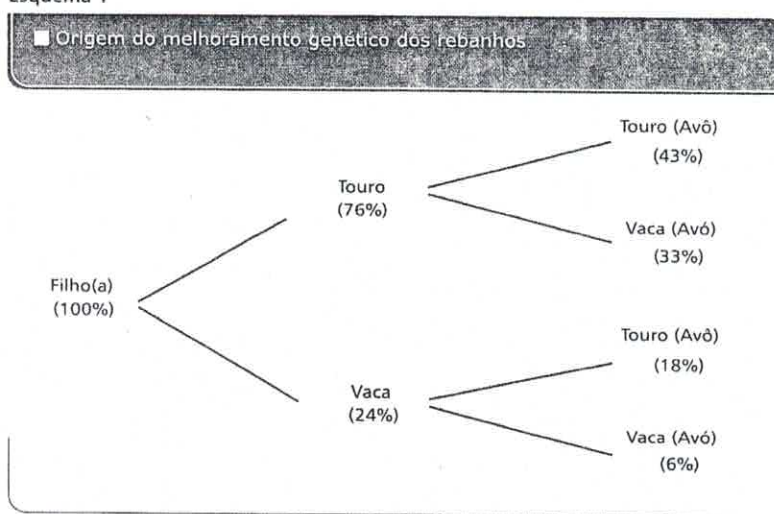 ■ Origem do melhoramento genético dos rebanhos
Touro (Avô)
(43%)
Touro
(76%)
Vaca (Avó)
(33%)
Filho(a)
(100%)
Touro (Avô)
(18%)
Vaca
(24%)
Vaca (Avó)
(6%)